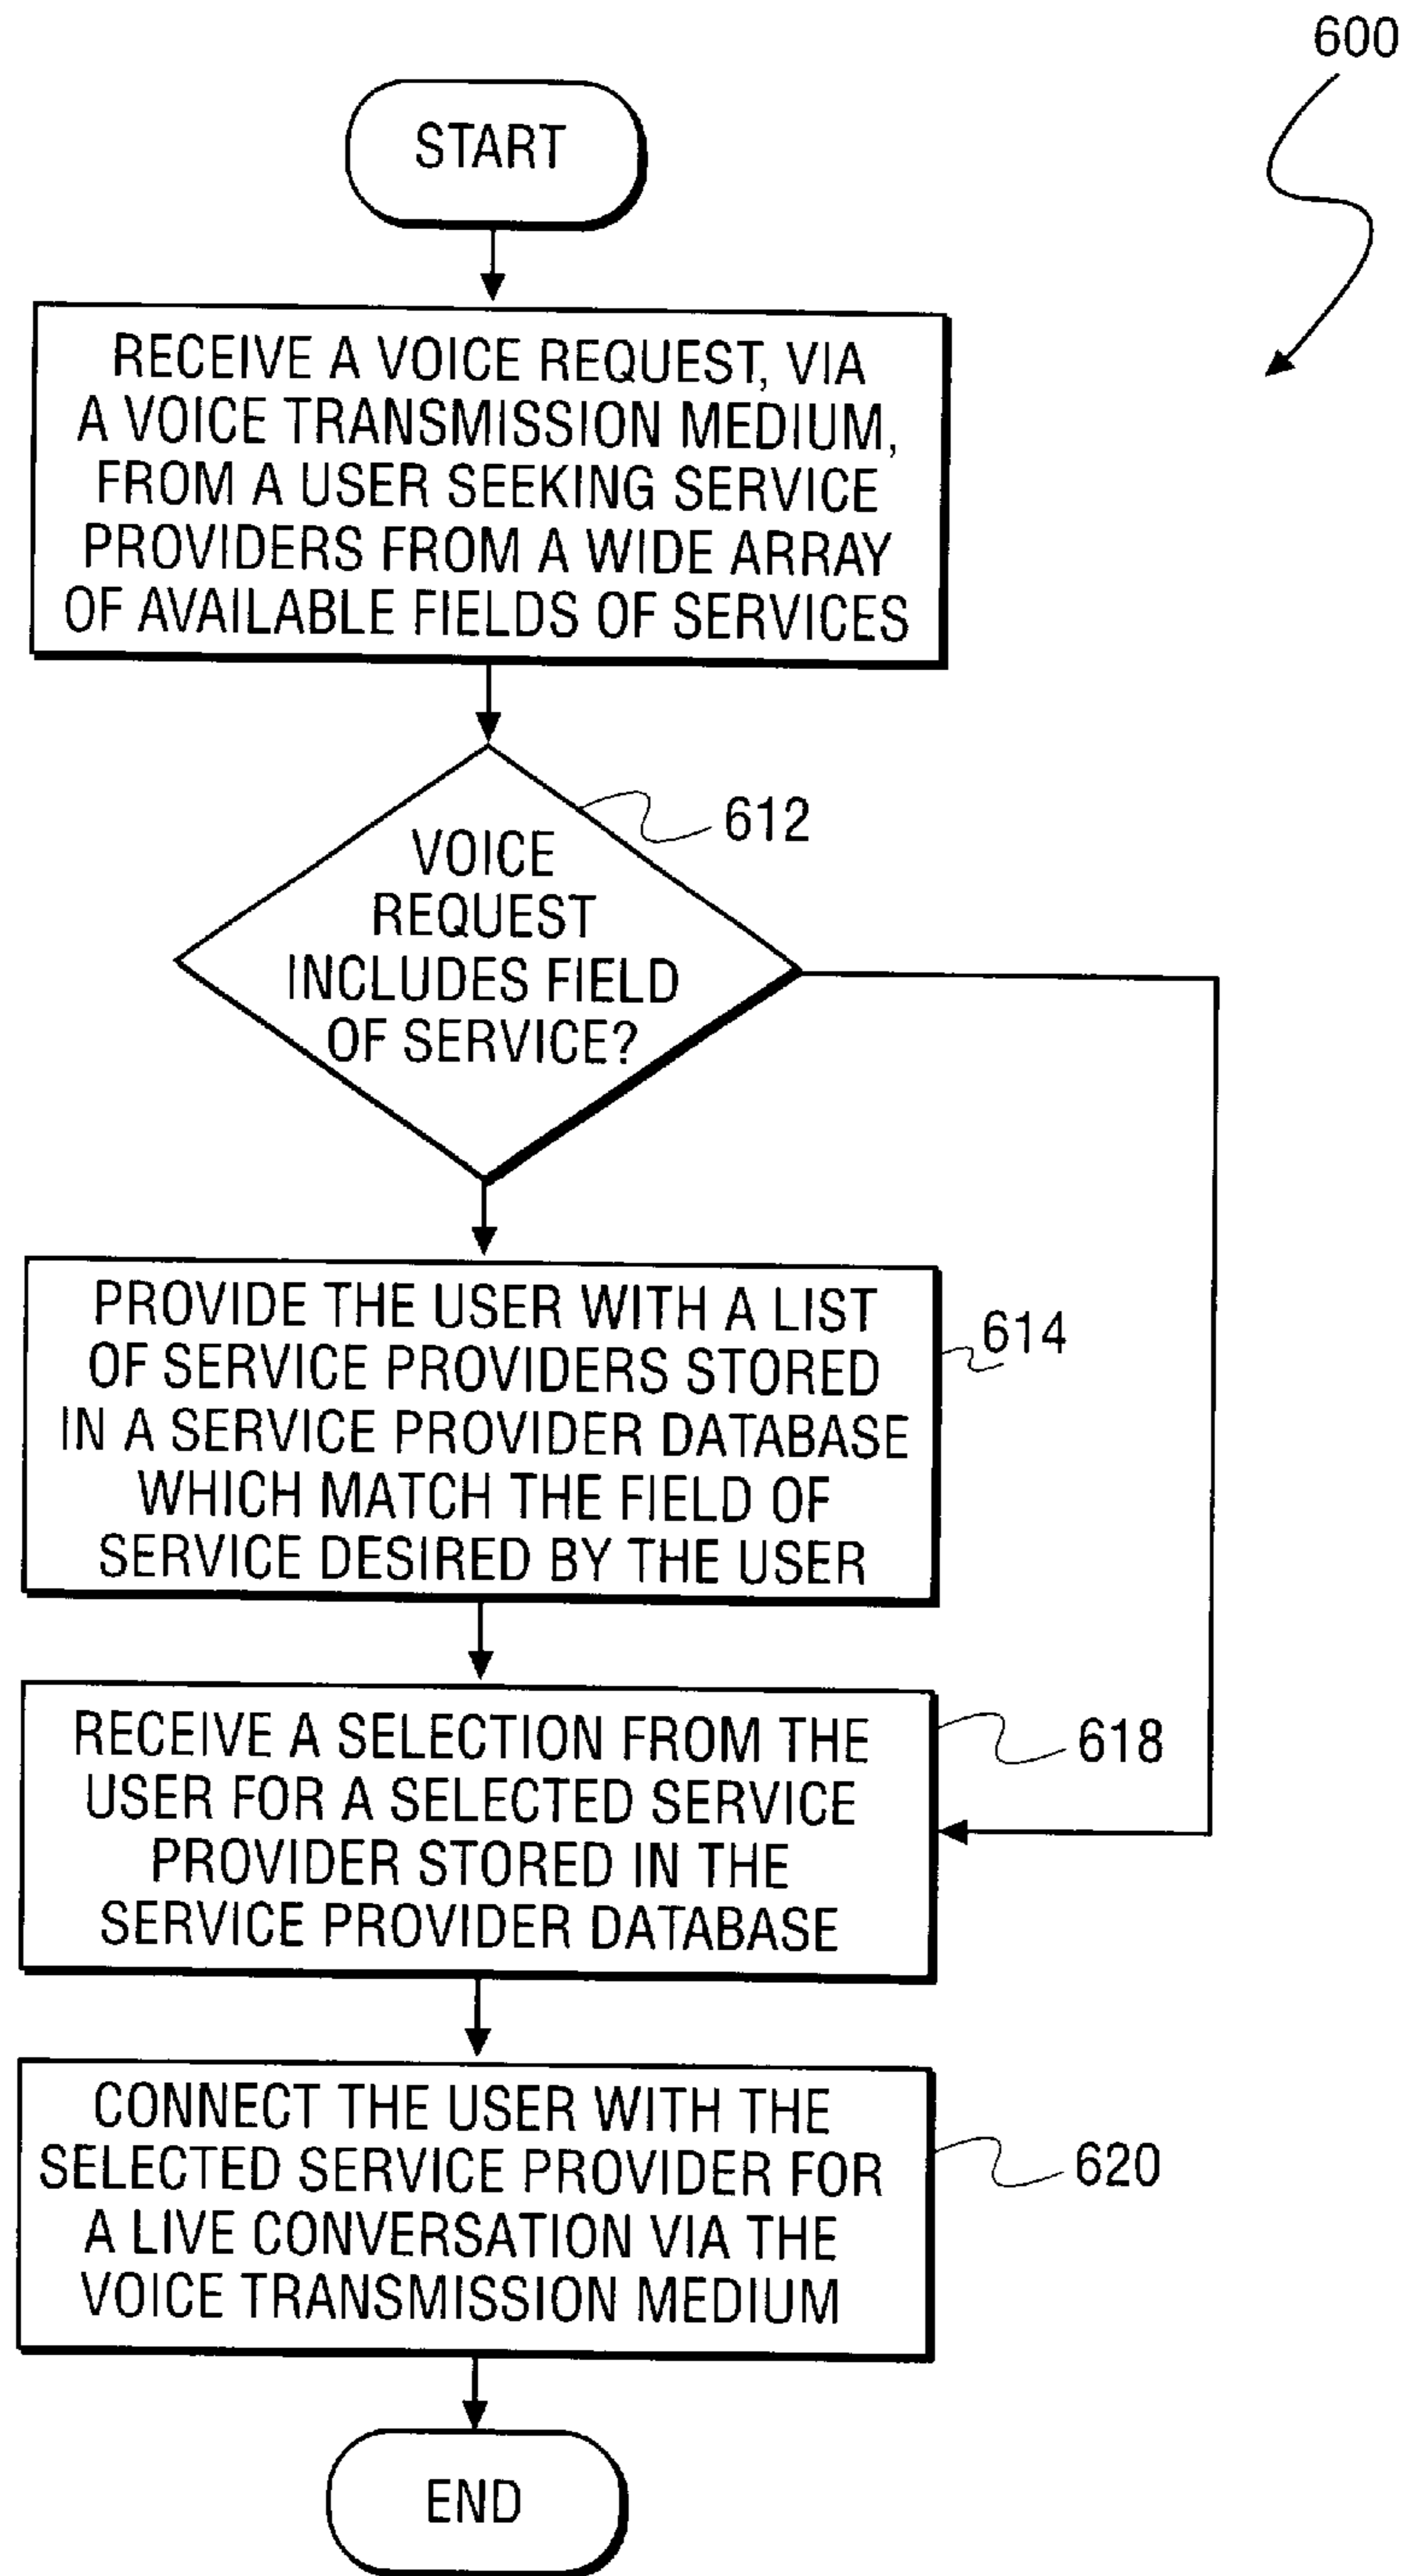 600
START
RECEIVE A VOICE REQUEST, VIA
A VOICE TRANSMISSION MEDIUM,
FROM A USER SEEKING SERVICE
PROVIDERS FROM A WIDE ARRAY
OF AVAILABLE FIELDS OF SERVICES
612
VOICE
REQUEST
INCLUDES FIELD
OF SERVICE?
PROVIDE THE USER WITH A LIST
OF SERVICE PROVIDERS STORED
IN A SERVICE PROVIDER DATABASE
WHICH MATCH THE FIELD OF
SERVICE DESIRED BY THE USER
614
RECEIVE A SELECTION FROM THE
USER FOR A SELECTED SERVICE
PROVIDER STORED IN THE
SERVICE PROVIDER DATABASE
618
CONNECT THE USER WITH THE
SELECTED SERVICE PROVIDER FOR
A LIVE CONVERSATION VIA THE
VOICE TRANSMISSION MEDIUM
620
END